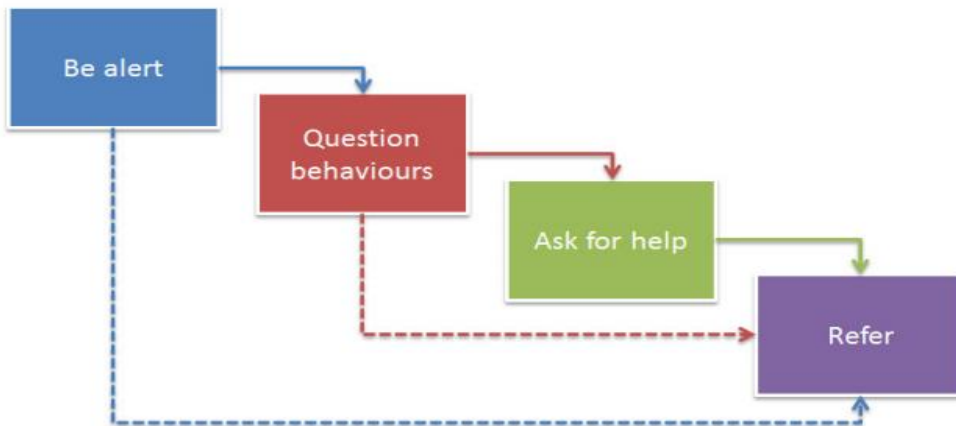 Be alert
Question
behaviours
Ask for help
Refer